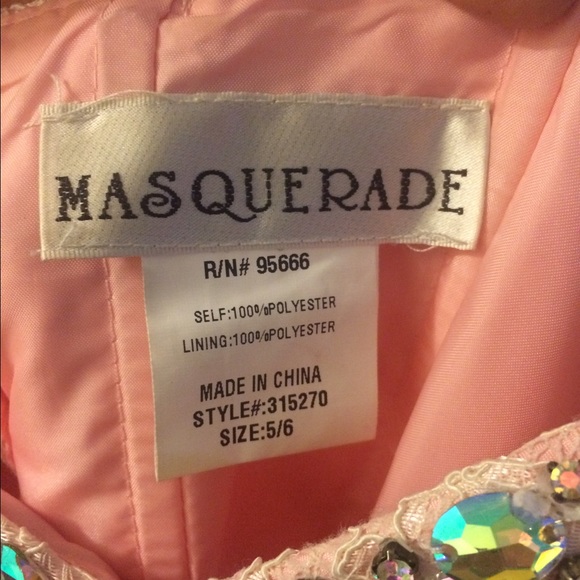 MASQUERADE
R/N# 95666
SELF:100%POLYESTER
LINING:100%POLYESTER
MADE IN CHINA
STYLE#:315270
SIZE:5/6